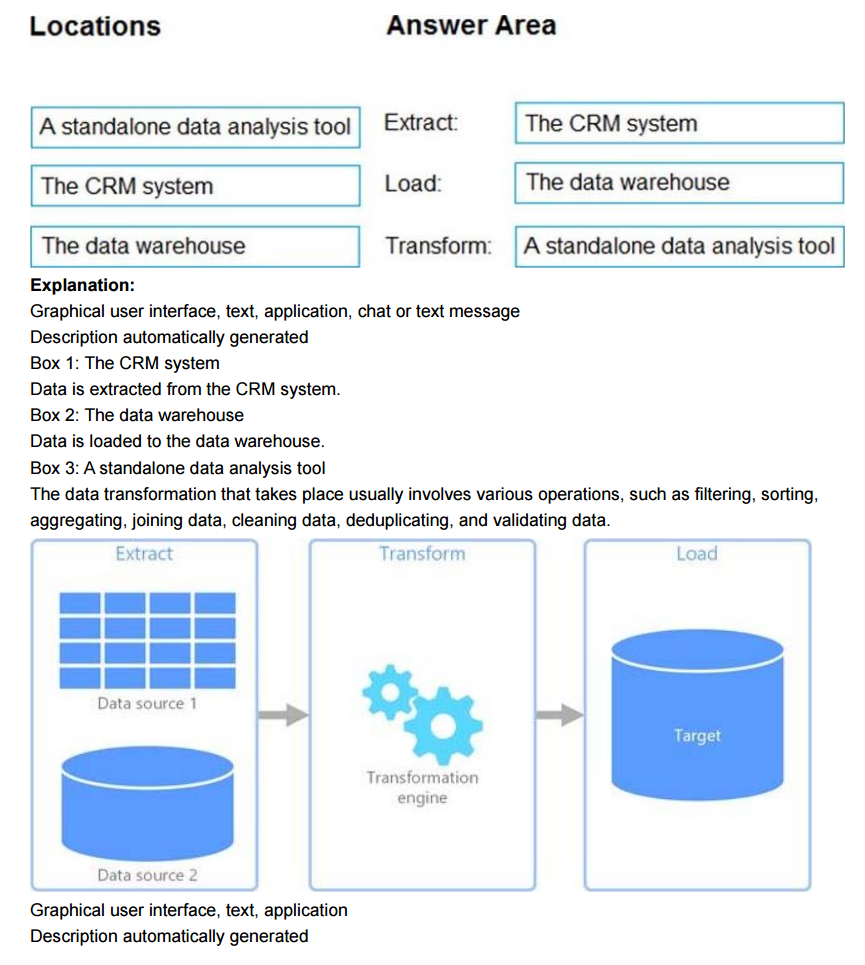 Locations Answer Area
A standalone data analysis tool Extract: The CRM system
The CRM system Load: The data warehouse
The data warehouse Transform: A standalone data analysis tool
Explanation:
Graphical user interface, text, application, chat or text message
Description automatically generated
Box 1: The CRM system
Data is extracted from the CRM system.
Box 2: The data warehouse
Data is loaded to the data warehouse.
Box 3: A standalone data analysis tool
The data transformation that takes place usually involves various operations, such as filtering, sorting,
aggregating, joining data, cleaning data, deduplicating, and validating data.
Extract Transform Load
Data source 1
Target
Transformation
engine
Data source 2
Graphical user interface, text, application
Description automatically generated